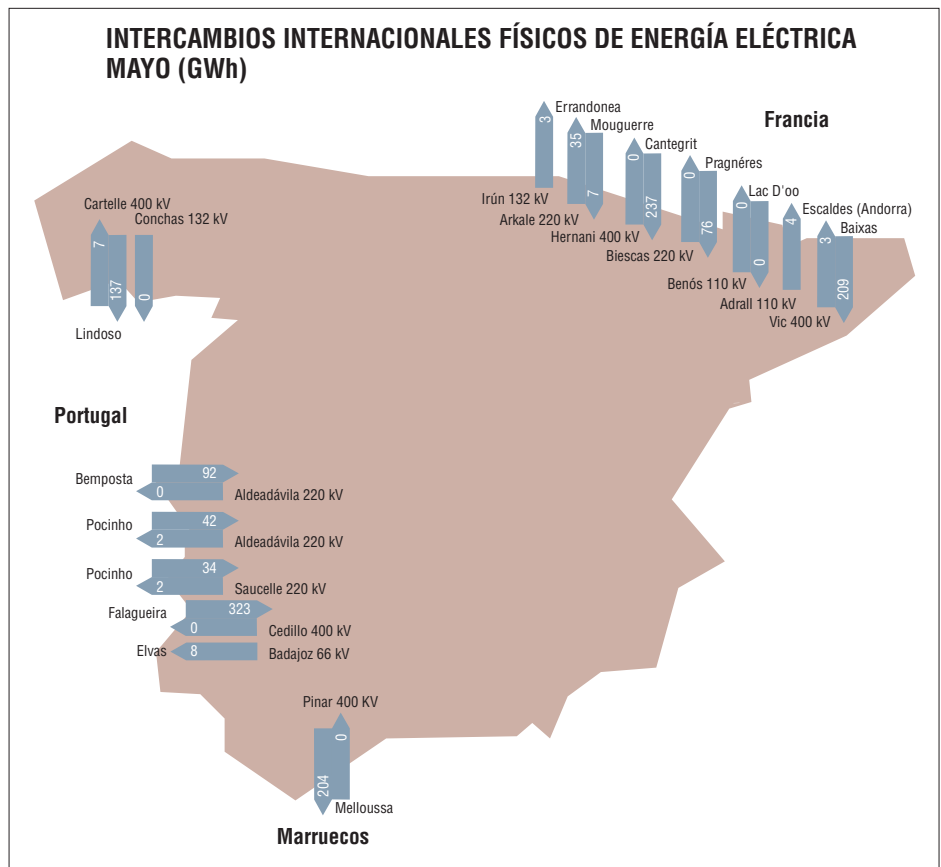 INTERCAMBIOS INTERNACIONALES FÍSICOS DE ENERGÍA ELÉCTRICA
MAYO (GWh)
Francia
3
Errandonea
Irún 132 kV
35
7
Mouguerre
Arkale 220 kV
0
237
Cantegrit
Hernani 400 kV
0
76
Pragnéres
Biescas 220 kV
0
0
Lac D'oo
Benós 110 kV
4
Escaldes (Andorra)
Adrall 110 kV
3
209
Baixas
Vic 400 kV
Cartelle 400 kV
Conchas 132 kV
7
137
0
Lindoso
Portugal
Bemposta
92
0
Aldeadávila 220 kV
Pocinho
42
2
Aldeadávila 220 kV
Pocinho
34
2
Saucelle 220 kV
Falagueira
323
0
Cedillo 400 kV
Elvas
8
Badajoz 66 kV
Pinar 400 KV
0
204
Melloussa
Marruecos